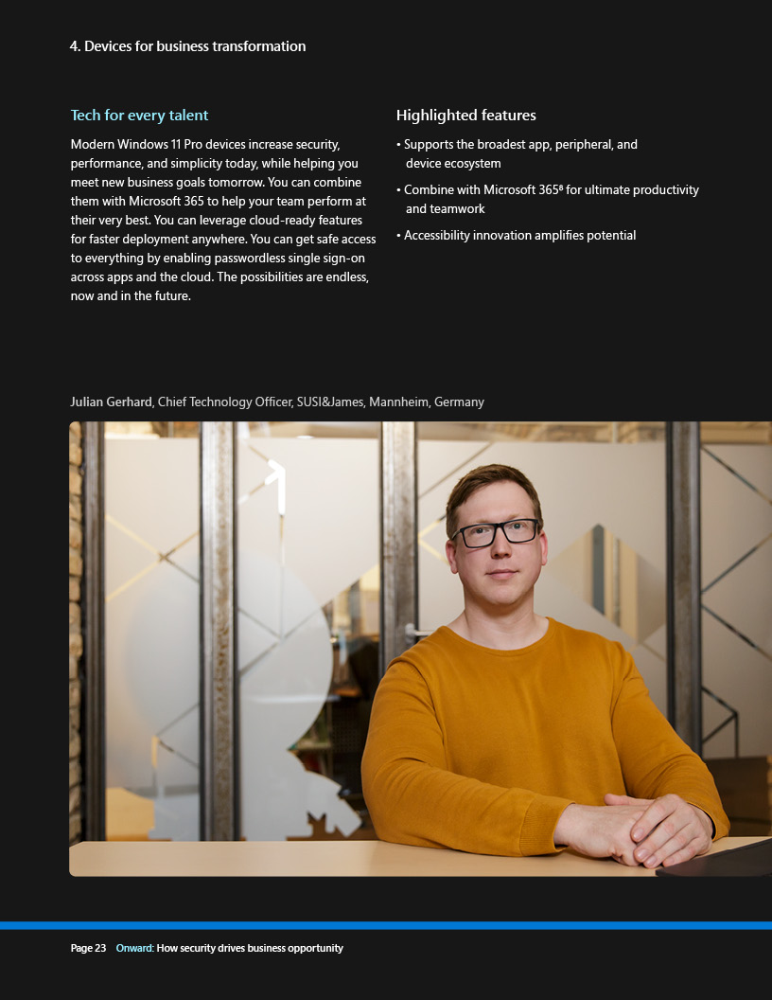 4. Devices for business transformation
Tech for every talent
Modern Windows 11 Pro devices increase security,
performance, and simplicity today, while helping you
meet new business goals tomorrow. You can combine
them with Microsoft 365 to help your team perform at
their very best. You can leverage cloud-ready features
for faster deployment anywhere. You can get safe access
to everything by enabling passwordless single sign-on
across apps and the cloud. The possibilities are endless,
now and in the future.
Highlighted features
• Supports the broadest app, peripheral, and
device ecosystem
• Combine with Microsoft 365⁸ for ultimate productivity
and teamwork
• Accessibility innovation amplifies potential
Julian Gerhard, Chief Technology Officer, SUSI&James, Mannheim, Germany
Page 23 Onward: How security drives business opportunity